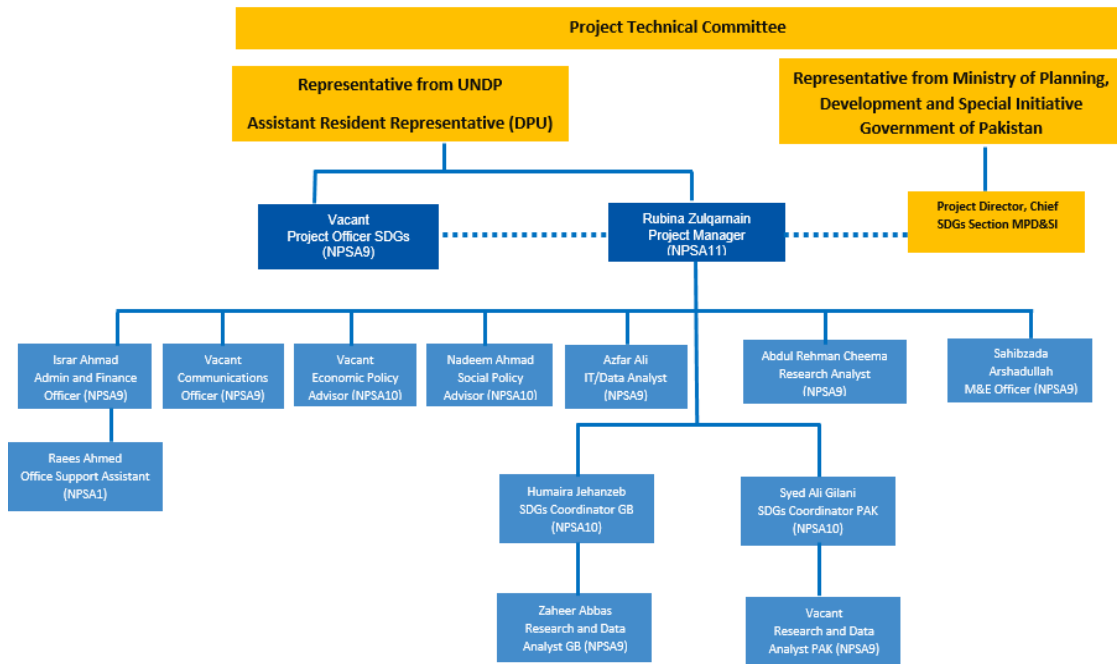 Project Technical Committee
Representative from UNDP
Assistant Resident Representative (DPU)
Representative from Ministry of Planning,
Development and Special Initiative
Government of Pakistan
Vacant
Project Officer SDGs
(NPSA9)
Rubina Zulqarnain
Project Manager
(NPSA11)
Project Director, Chief
SDGs Section MPD&SI
Israr Ahmad
Admin and Finance
Officer (NPSA9)
Vacant
Communications
Officer (NPSA9)
Vacant
Economic Policy
Advisor (NPSA10)
Nadeem Ahmad
Social Policy
Advisor (NPSA10)
Azfar Ali
IT/Data Analyst
(NPSA9)
Abdul Rehman Cheema
Research Analyst
(NPSA9)
Sahibzada
Arshadullah
M&E Officer (NPSA9)
Raees Ahmed
Office Support Assistant
(NPSA1)
Humaira Jehanzeb
SDGs Coordinator GB
(NPSA10)
Syed Ali Gilani
SDGs Coordinator PAK
(NPSA10)
Zaheer Abbas
Research and Data
Analyst GB (NPSA9)
Vacant
Research and Data
Analyst PAK (NPSA9)